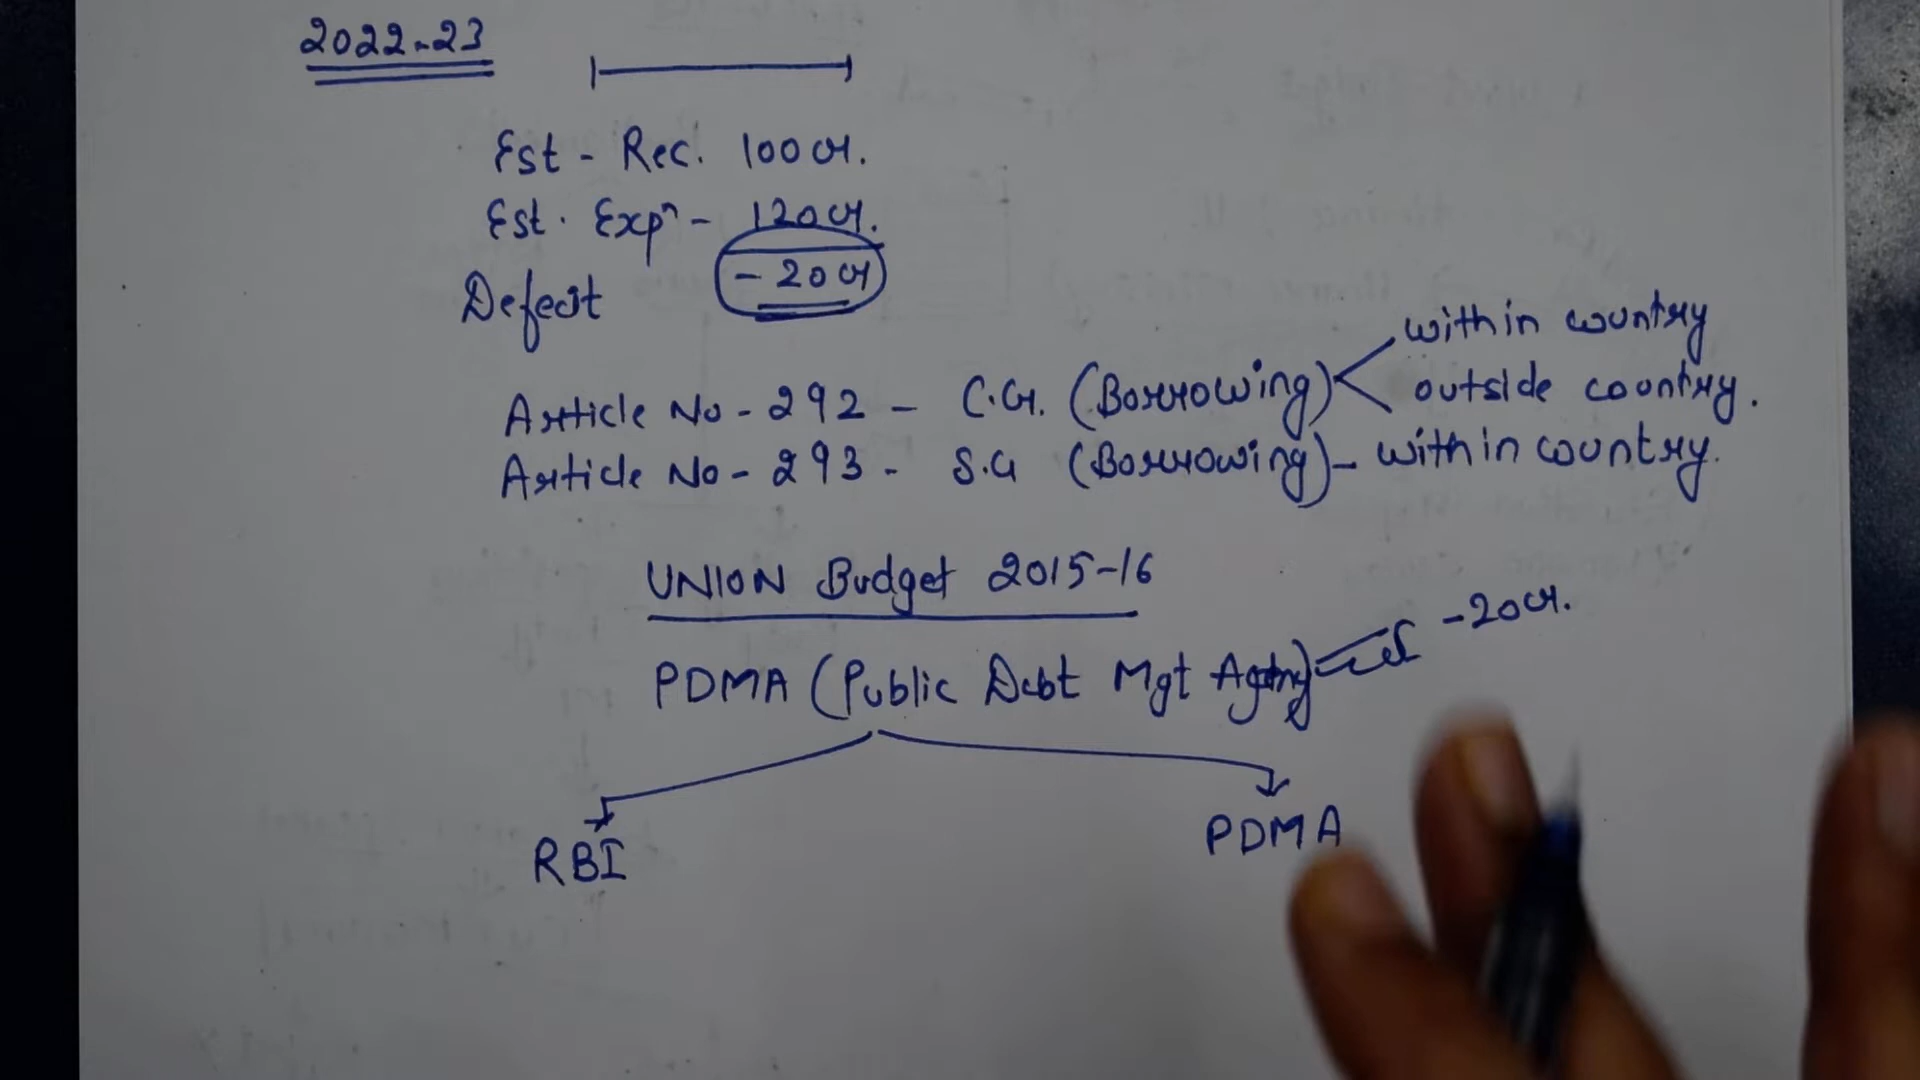 2022-23
Est - Rec. 100 cr.
Est. Expn - 120 cr.
Defecit - 20 cr
Article No - 292 - C.G. (Borrowing) within country
outside country.
Article No - 293 - S.G (Borrowing) - within country.
UNION Budget 2015-16
PDMA (Public Debt Mgt Agency) - 20 cr.
RBI
PDMA